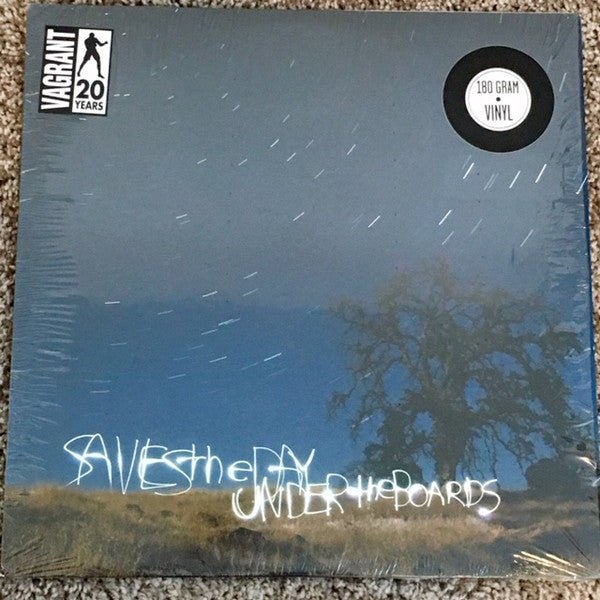 VAGRANT
20
YEARS
180 GRAM
VINYL
SAVEStheDAY
UNDERtheBOARDS